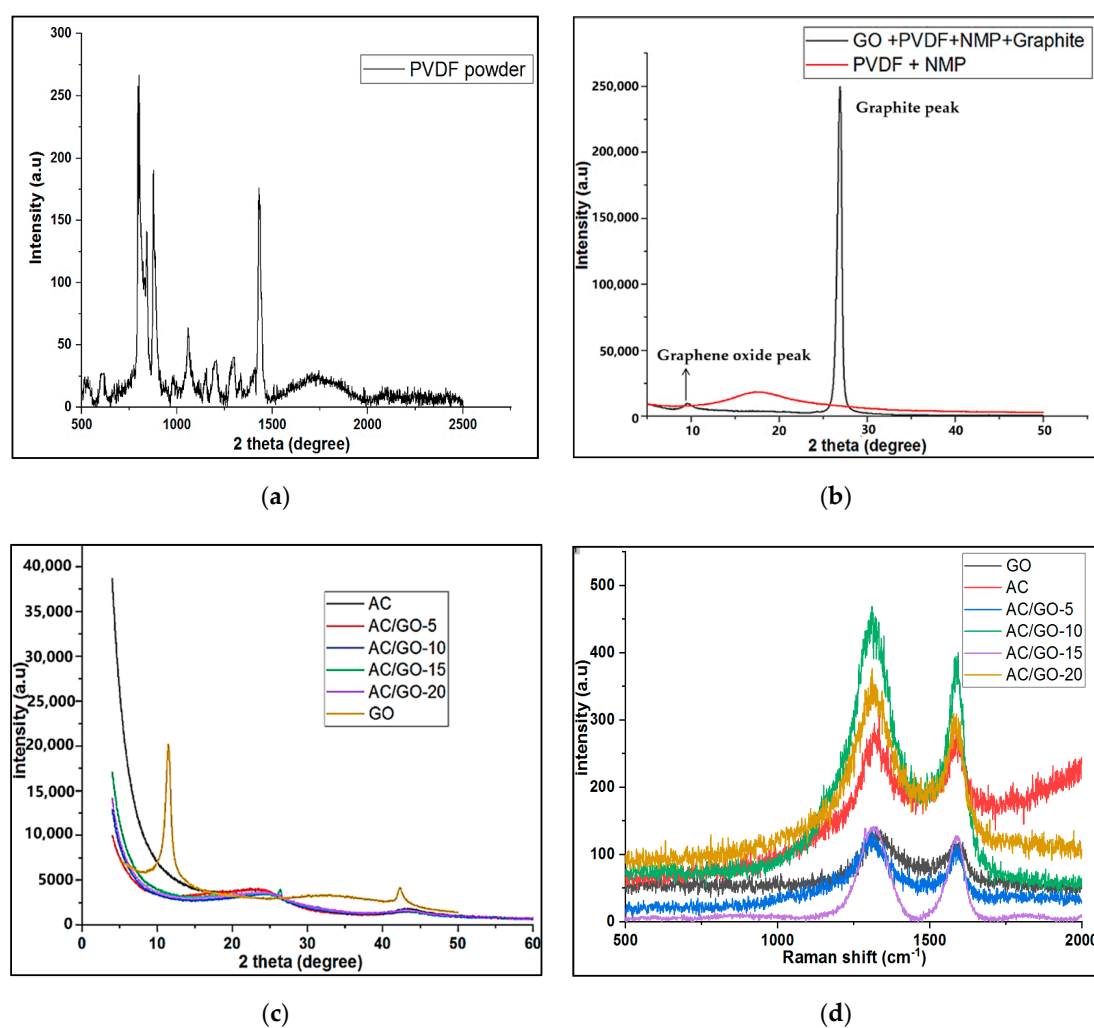 300
250
200
150
100
50
0
Intensity (a.u)
PVDF powder
500
1000
1500
2000
2500
2 theta (degree)
(a)
GO +PVDF+NMP+Graphite
PVDF + NMP
250,000
200,000
150,000
100,000
50,000
0
Intensity (a.u)
Graphite peak
Graphene oxide peak
10
20
30
40
50
2 theta (degree)
(b)
40,000
35,000
30,000
25,000
20,000
15,000
10,000
5000
0
intensity (a.u)
AC
AC/GO-5
AC/GO-10
AC/GO-15
AC/GO-20
GO
0
10
20
30
40
50
60
2 theta (degree)
(c)
500
400
300
200
100
0
intensity (a.u)
GO
AC
AC/GO-5
AC/GO-10
AC/GO-15
AC/GO-20
500
1000
1500
2000
Raman shift (cm⁻¹)
(d)